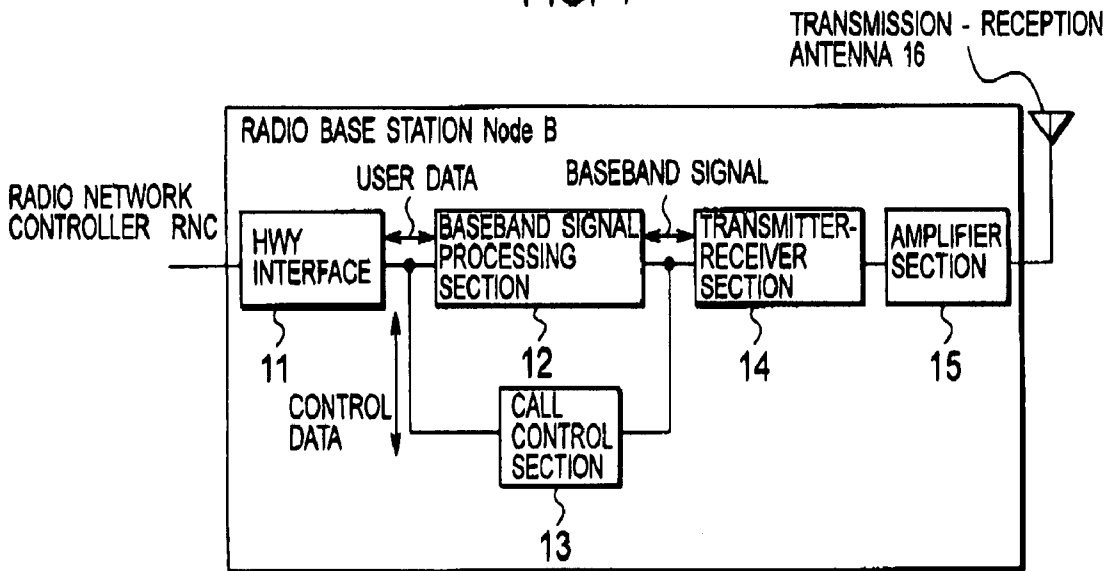 TRANSMISSION - RECEPTION
ANTENNA 16
RADIO BASE STATION Node B
USER DATA
BASEBAND SIGNAL
RADIO NETWORK
CONTROLLER RNC
HWY
INTERFACE
BASEBAND SIGNAL
PROCESSING
SECTION
TRANSMITTER-
RECEIVER
SECTION
AMPLIFIER
SECTION
11
12
14
15
CONTROL
DATA
CALL
CONTROL
SECTION
13